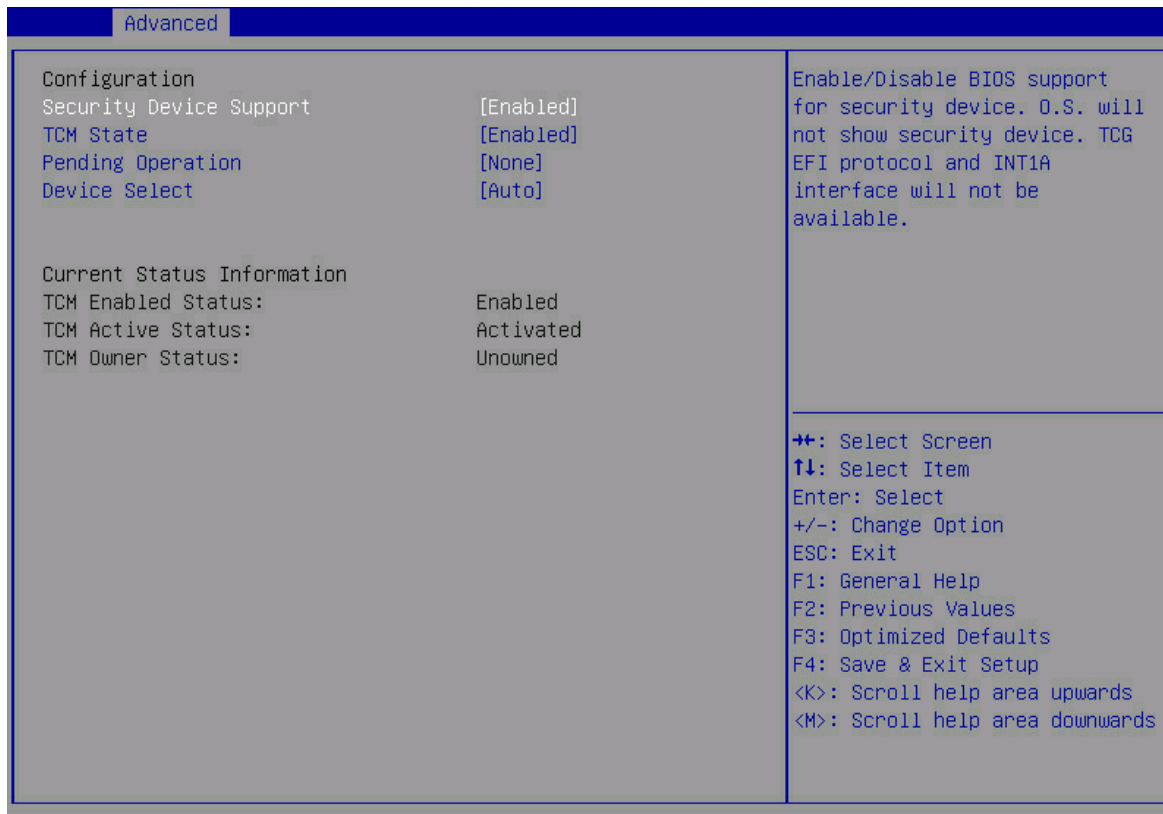 Advanced
Configuration
Security Device Support [Enabled]
TCM State [Enabled]
Pending Operation [None]
Device Select [Auto]
Current Status Information
TCM Enabled Status: Enabled
TCM Active Status: Activated
TCM Owner Status: Unowned
Enable/Disable BIOS support
for security device. O.S. will
not show security device. TCG
EFI protocol and INT1A
interface will not be
available.
→←: Select Screen
↑↓: Select Item
Enter: Select
+/-: Change Option
ESC: Exit
F1: General Help
F2: Previous Values
F3: Optimized Defaults
F4: Save & Exit Setup
<K>: Scroll help area upwards
<M>: Scroll help area downwards